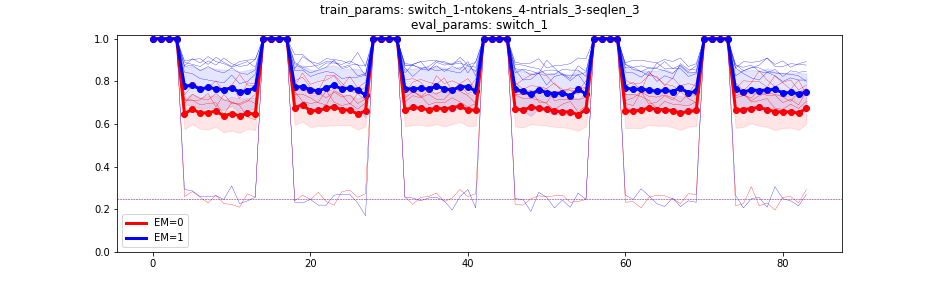 train_params: switch_1-ntokens_4-ntrials_3-seqlen_3
eval_params: switch_1
1.0
0.8
0.6
0.4
0.2
0.0
EM=0
EM=1
0
20
40
60
80